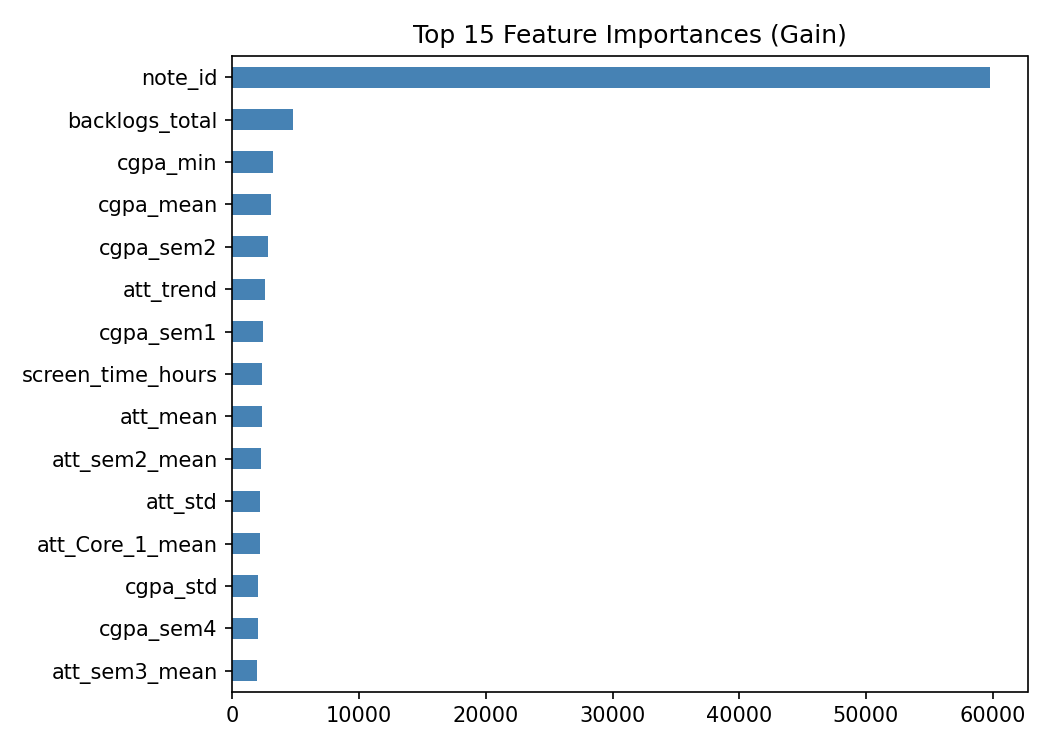 Top 15 Feature Importances (Gain)
note_id
backlogs_total
cgpa_min
cgpa_mean
cgpa_sem2
att_trend
cgpa_sem1
screen_time_hours
att_mean
att_sem2_mean
att_std
att_Core_1_mean
cgpa_std
cgpa_sem4
att_sem3_mean
0 10000 20000 30000 40000 50000 60000